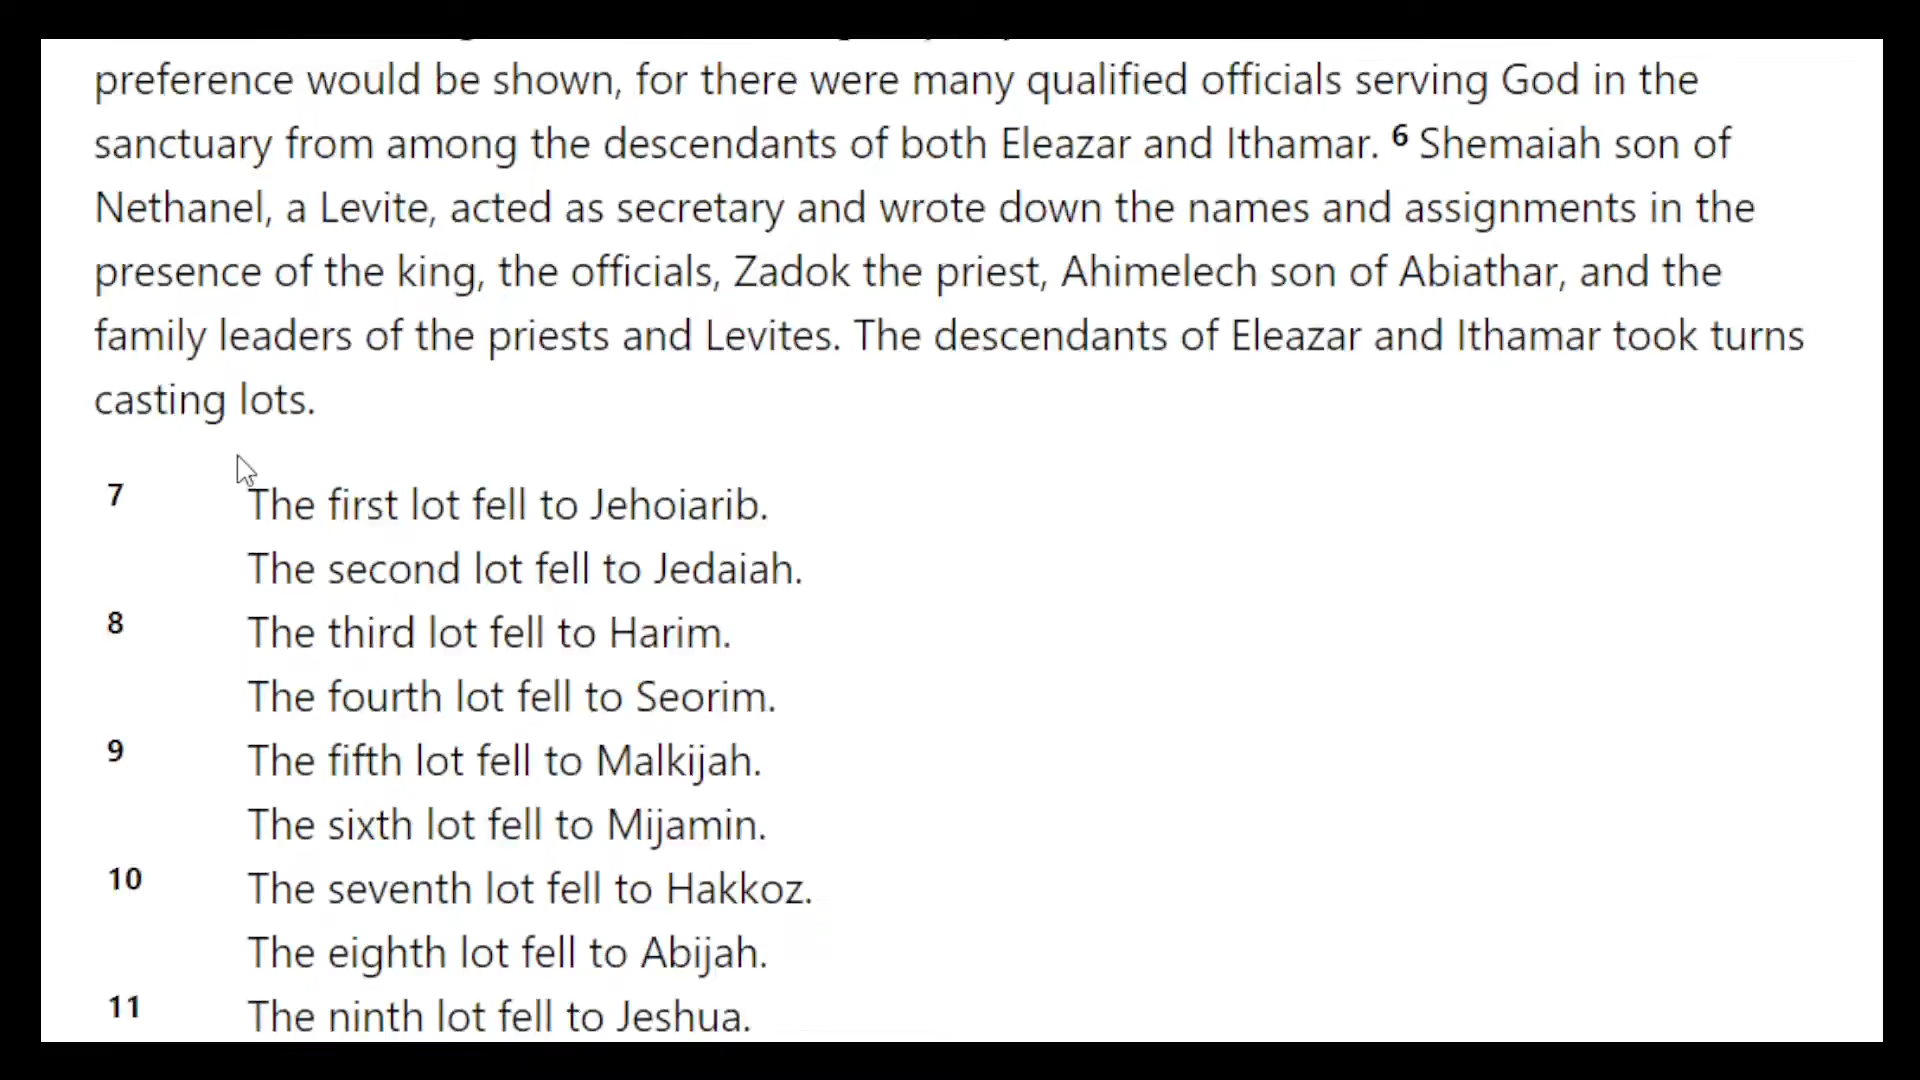 preference would be shown, for there were many qualified officials serving God in the
sanctuary from among the descendants of both Eleazar and Ithamar. 6 Shemaiah son of
Nethanel, a Levite, acted as secretary and wrote down the names and assignments in the
presence of the king, the officials, Zadok the priest, Ahimelech son of Abiathar, and the
family leaders of the priests and Levites. The descendants of Eleazar and Ithamar took turns
casting lots.
7 The first lot fell to Jehoiarib.
The second lot fell to Jedaiah.
8 The third lot fell to Harim.
The fourth lot fell to Seorim.
9 The fifth lot fell to Malkijah.
The sixth lot fell to Mijamin.
10 The seventh lot fell to Hakkoz.
The eighth lot fell to Abijah.
11 The ninth lot fell to Jeshua.